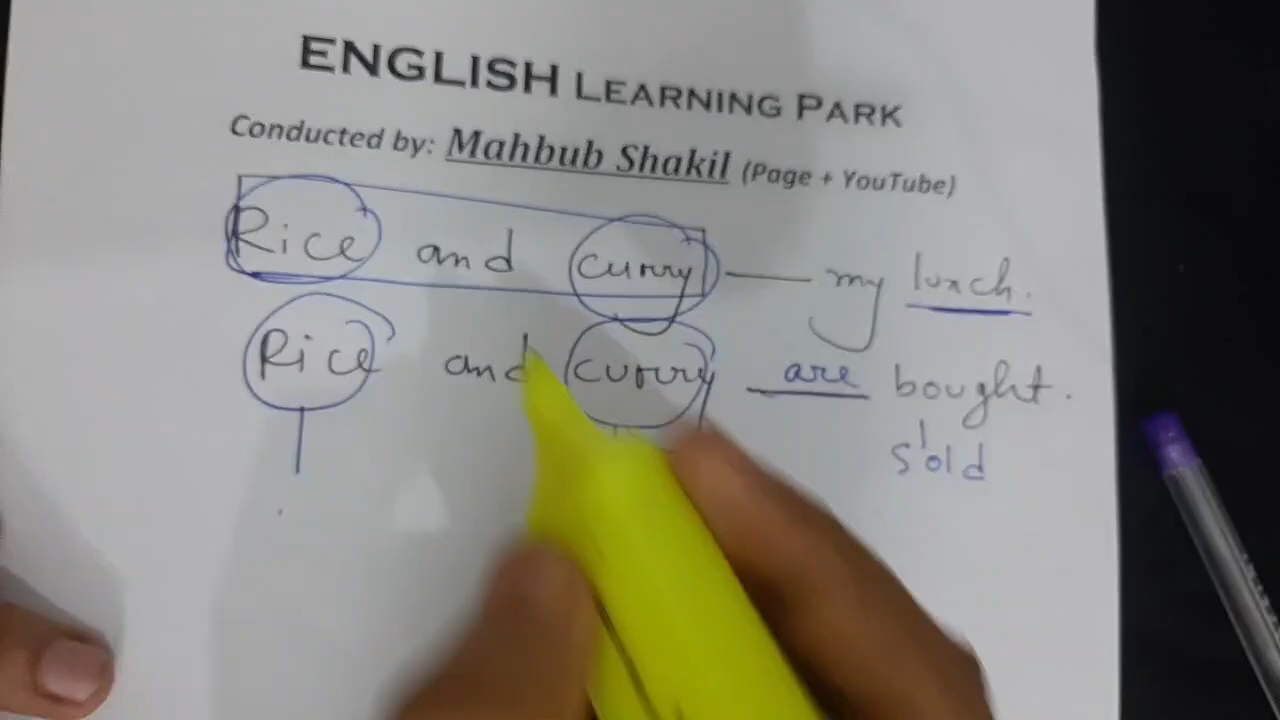 ENGLISH LEARNING PARK
Conducted by: Mahbub Shakil (Page + YouTube)
Rice and curry — my lunch.
Rice and curry are bought.
sold